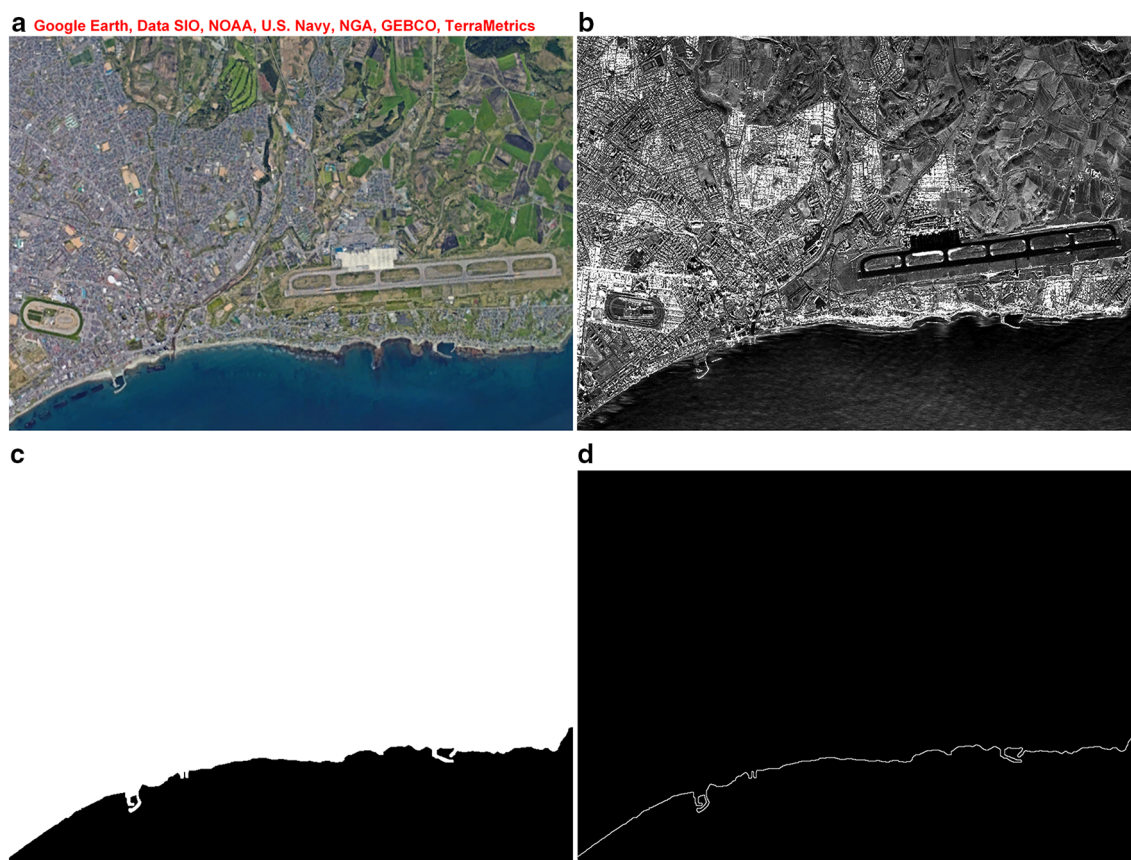 a Google Earth, Data SIO, NOAA, U.S. Navy, NGA, GEBCO, TerraMetrics
b
c
d